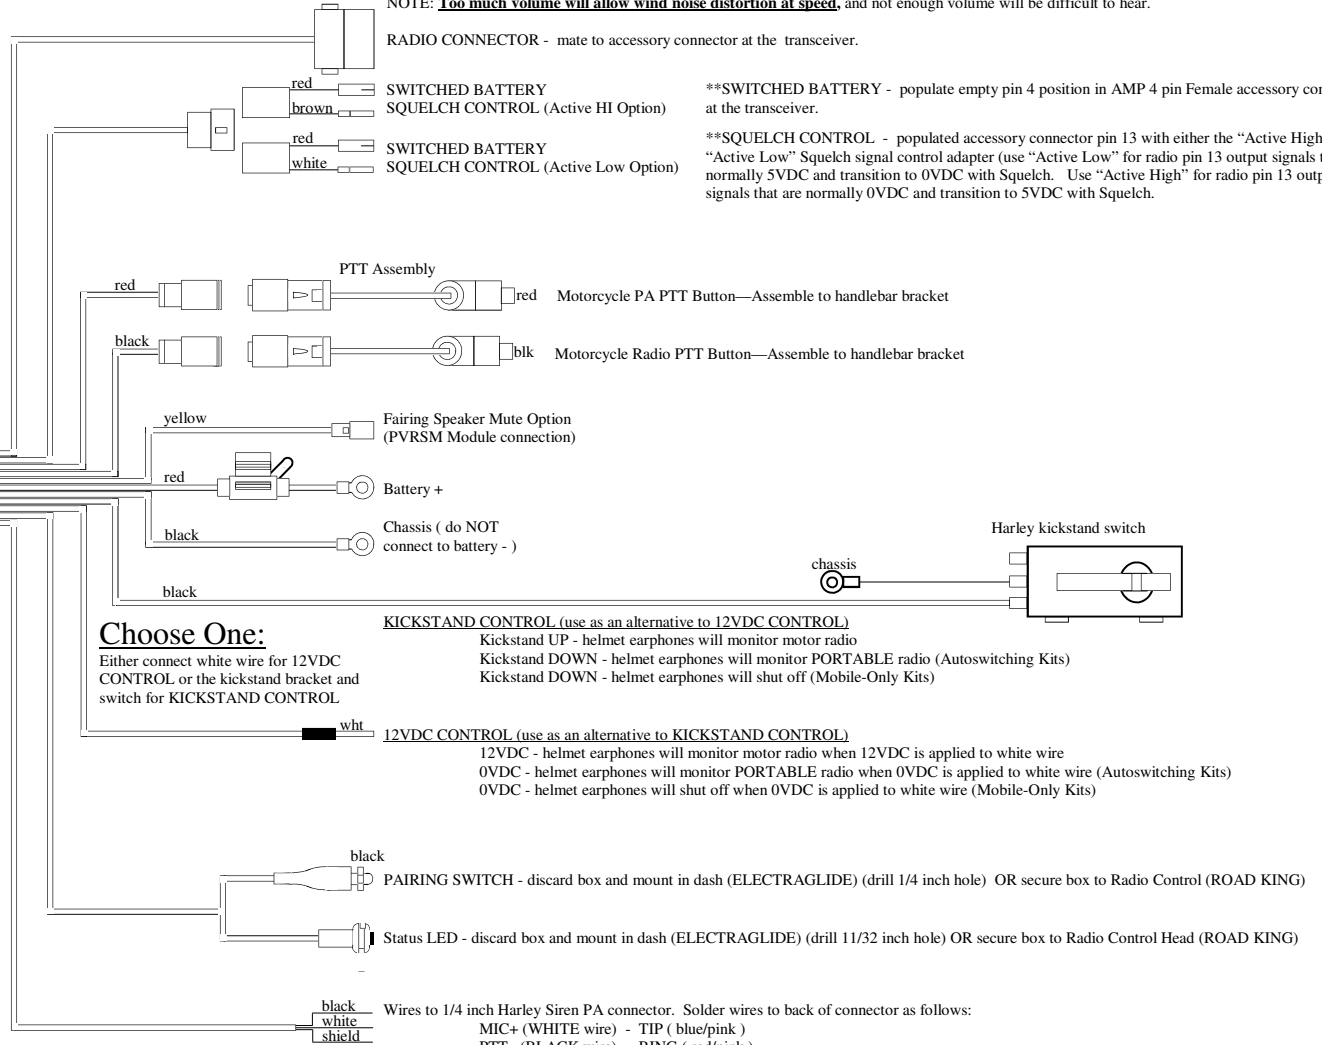 NOTE: Too much volume will allow wind noise distortion at speed, and not enough volume will be difficult to hear.
RADIO CONNECTOR - mate to accessory connector at the transceiver.
red
SWITCHED BATTERY
brown
SQUELCH CONTROL (Active HI Option)
red
SWITCHED BATTERY
white
SQUELCH CONTROL (Active Low Option)
**SWITCHED BATTERY - populate empty pin 4 position in AMP 4 pin Female accessory
at the transceiver.
**SQUELCH CONTROL - populated accessory connector pin 13 with either the “Active High
“Active Low” Squelch signal control adapter (use “Active Low” for radio pin 13 output signals
normally 5VDC and transition to 0VDC with Squelch. Use “Active High” for radio pin 13
signals that are normally 0VDC and transition to 5VDC with Squelch.
PTT Assembly
red
red
Motorcycle PA PTT Button—Assemble to handlebar bracket
black
blk
Motorcycle Radio PTT Button—Assemble to handlebar bracket
yellow
Fairing Speaker Mute Option
(PVRSM Module connection)
red
Battery +
black
Chassis ( do NOT
connect to battery - )
Harley kickstand switch
chassis
black
Choose One:
Either connect white wire for 12VDC
CONTROL or the kickstand bracket and
switch for KICKSTAND CONTROL
KICKSTAND CONTROL (use as an alternative to 12VDC CONTROL)
Kickstand UP - helmet earphones will monitor motor radio
Kickstand DOWN - helmet earphones will monitor PORTABLE radio (Autoswitching Kits)
Kickstand DOWN - helmet earphones will shut off (Mobile-Only Kits)
wht
12VDC CONTROL (use as an alternative to KICKSTAND CONTROL)
12VDC - helmet earphones will monitor motor radio when 12VDC is applied to white wire
0VDC - helmet earphones will monitor PORTABLE radio when 0VDC is applied to white wire (Autoswitching Kits)
0VDC - helmet earphones will shut off when 0VDC is applied to white wire (Mobile-Only Kits)
black
PAIRING SWITCH - discard box and mount in dash (ELECTRAGLIDE) (drill 1/4 inch hole) OR secure box to Radio Control (ROAD KING)
Status LED - discard box and mount in dash (ELECTRAGLIDE) (drill 11/32 inch hole) OR secure box to Radio Control Head (ROAD KING)
black
white
shield
Wires to 1/4 inch Harley Siren PA connector. Solder wires to back of connector as follows:
MIC+ (WHITE wire) - TIP ( blue/pink )